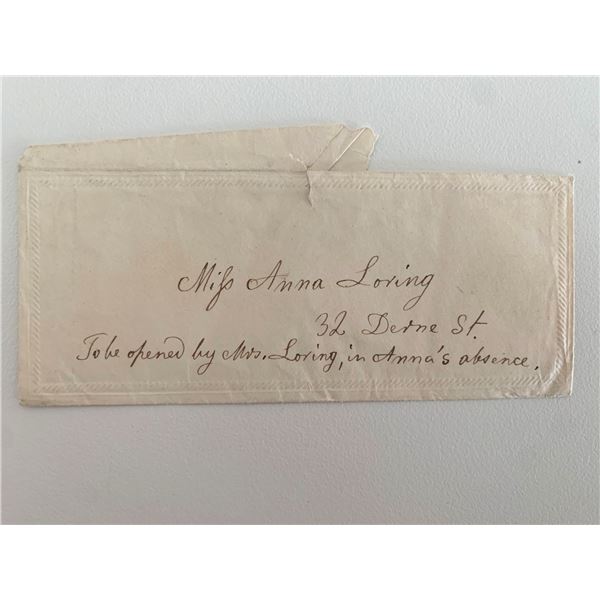 Miſs Anna Loring
32 Derne St.
To be opened by Mrs. Loring, in Anna's absence.